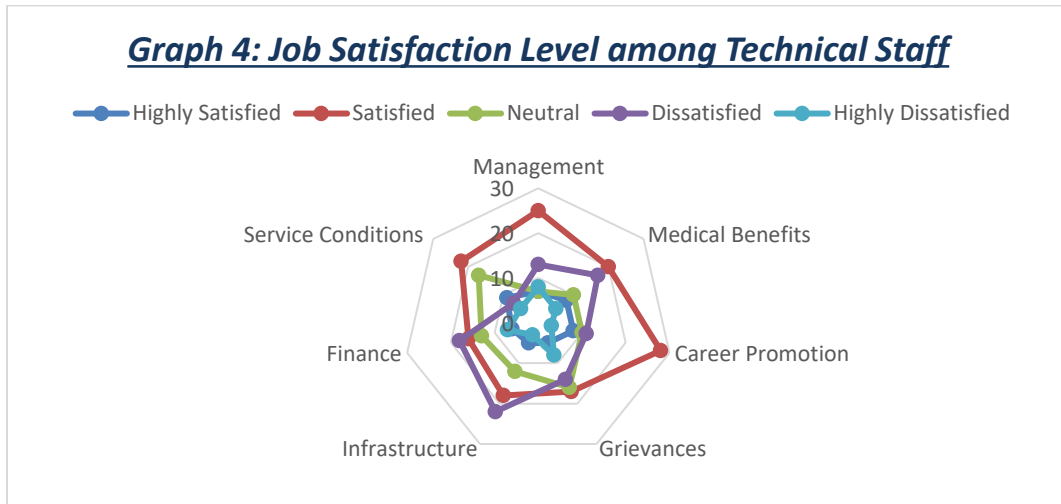 Graph 4: Job Satisfaction Level among Technical Staff
Highly Satisfied Satisfied Neutral Dissatisfied Highly Dissatisfied
Management
30
Service Conditions 20 Medical Benefits
10
0
Finance Career Promotion
Infrastructure Grievances